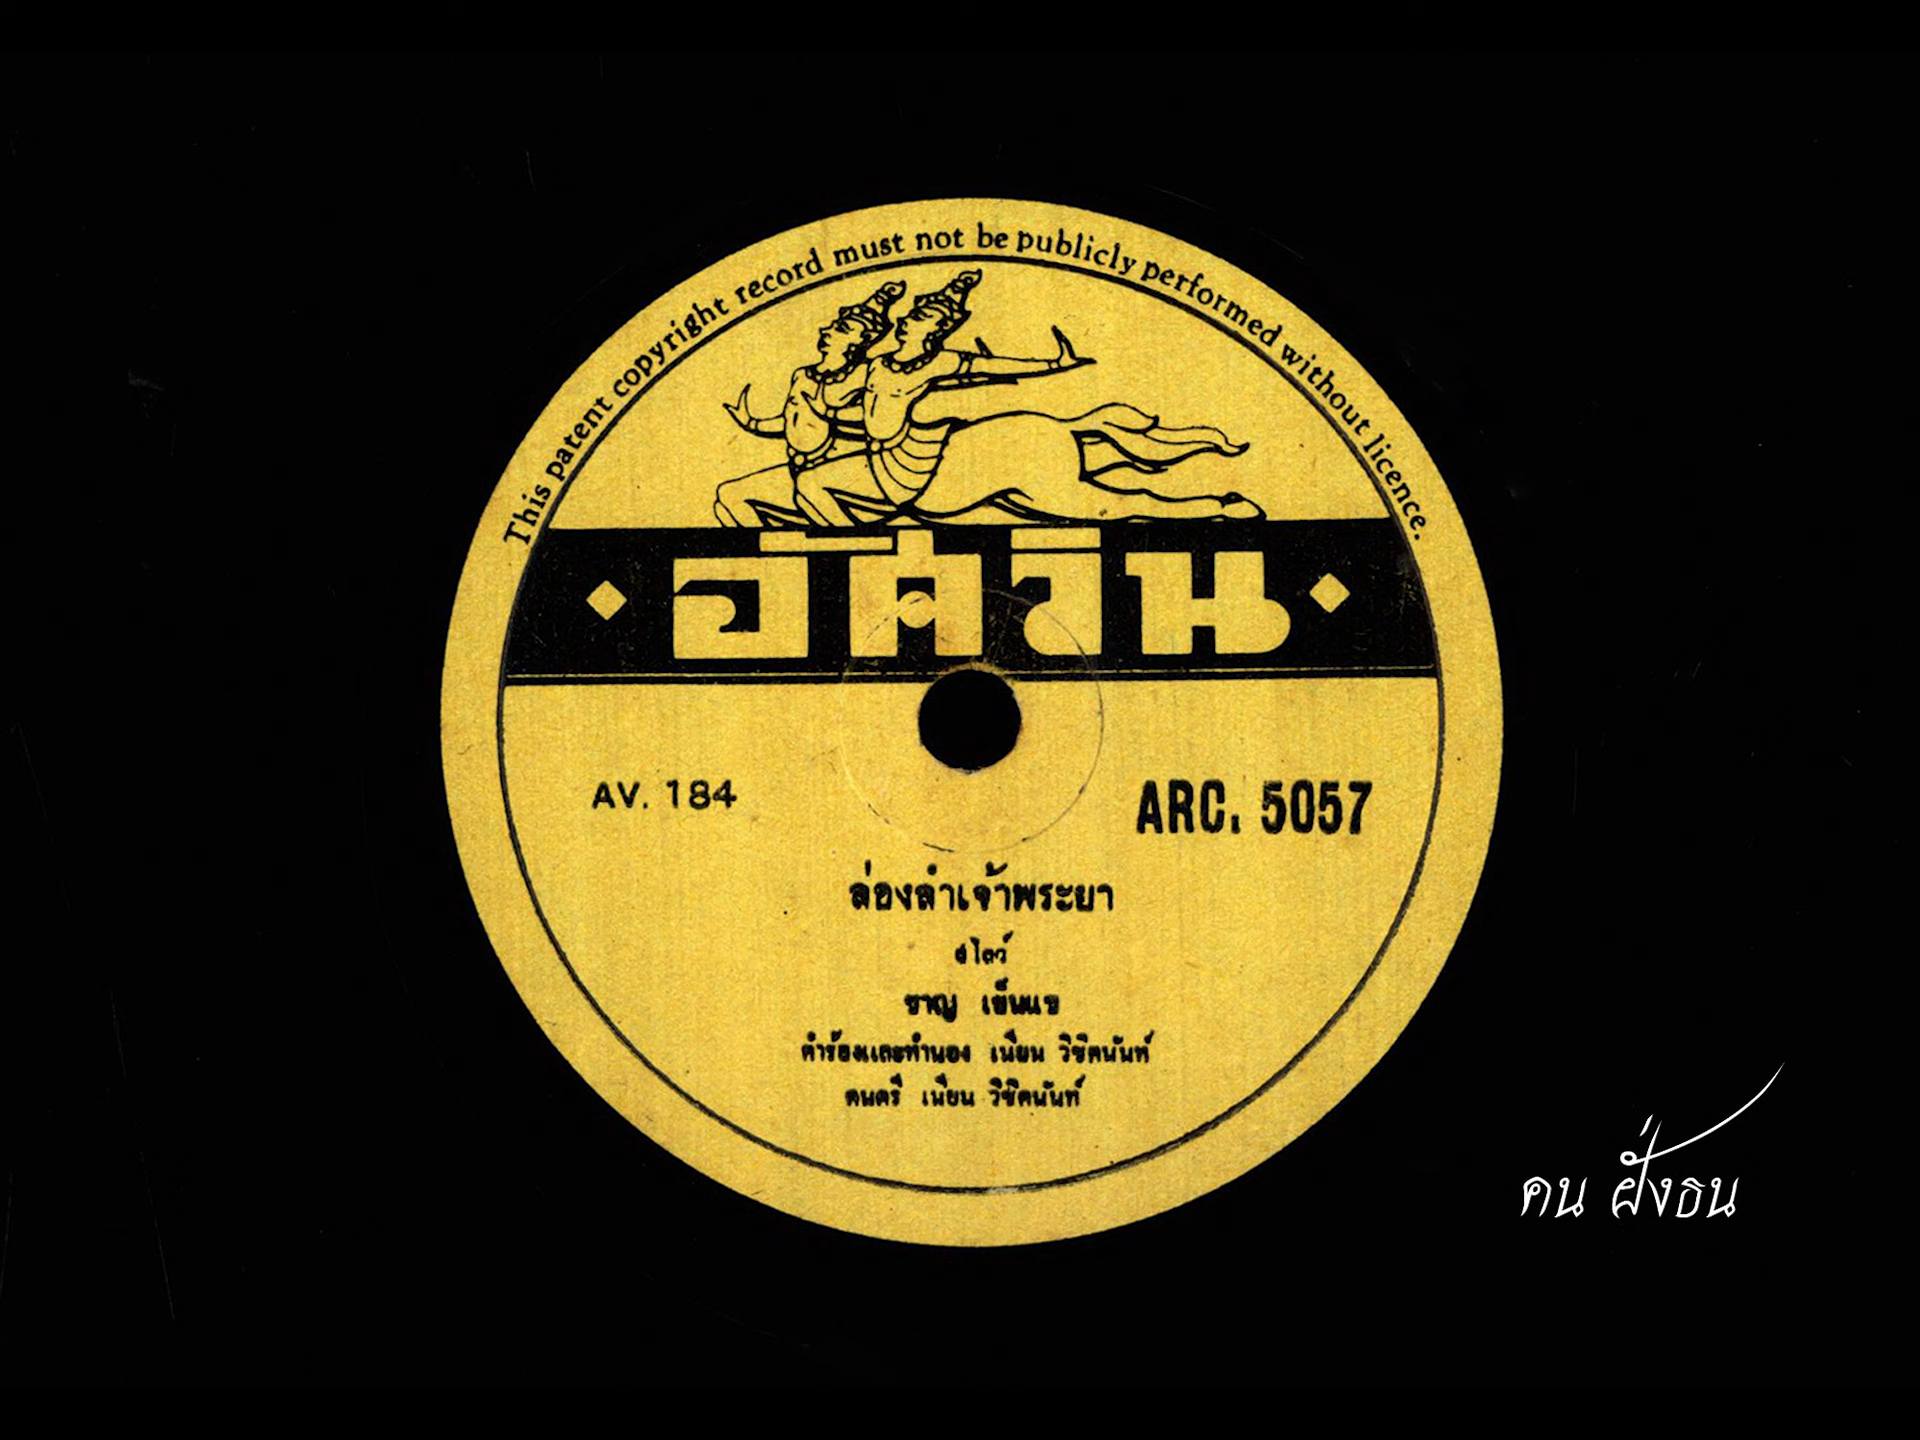 This patent copyright record must not be publicly performed without licence.
อัศวิน
AV. 184
ARC. 5057
ล่องลำเจ้าพระยา
สโลว์
ชาญ เย็นแข
คำร้องและทำนอง เนียน วิชิตนันท์
ดนตรี เนียน วิชิตนันท์
คน ฝั่งธน